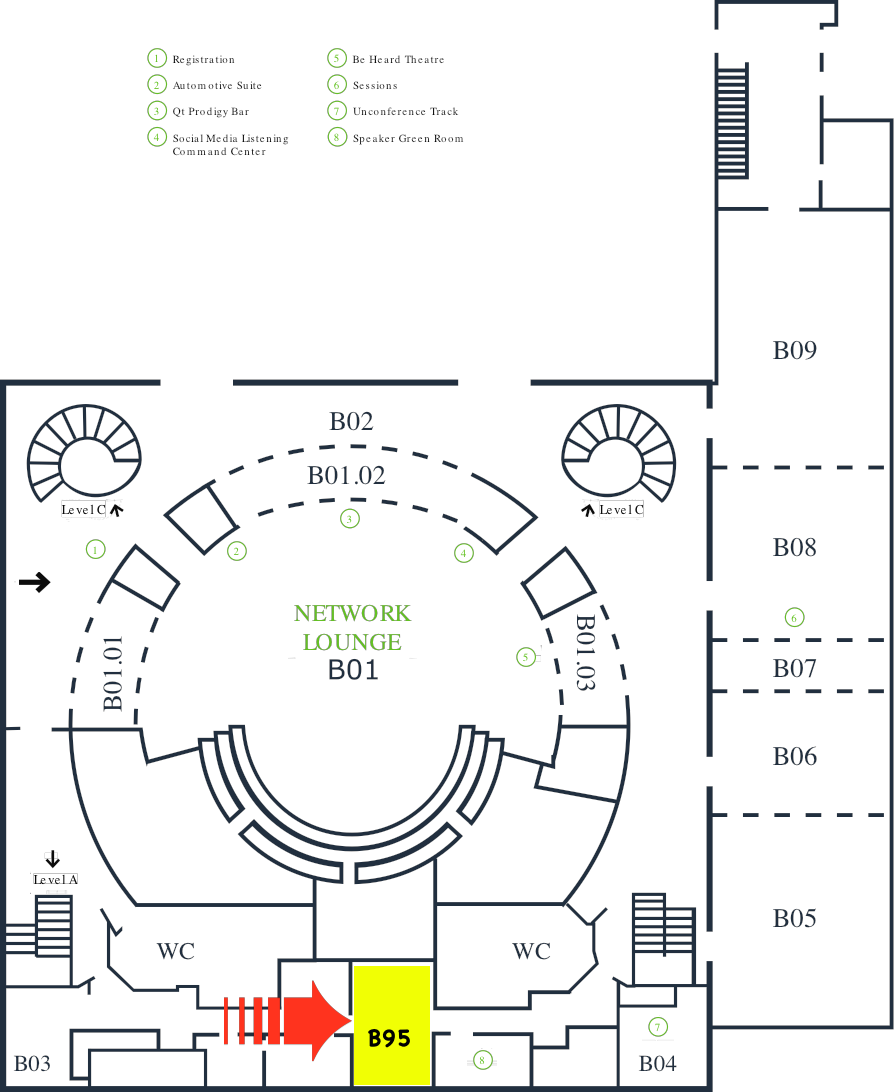 1 Registration
2 Automotive Suite
3 Qt Prodigy Bar
4 Social Media Listening
Command Center
5 Be Heard Theatre
6 Sessions
7 Unconference Track
8 Speaker Green Room
B09
B02
B01.02
Level C
Level C
3
1
2
4
B08
NETWORK
LOUNGE
B01
6
B01.01
B01.03
5
B07
B06
Level A
B05
WC
WC
B95
7
8
B03
B04